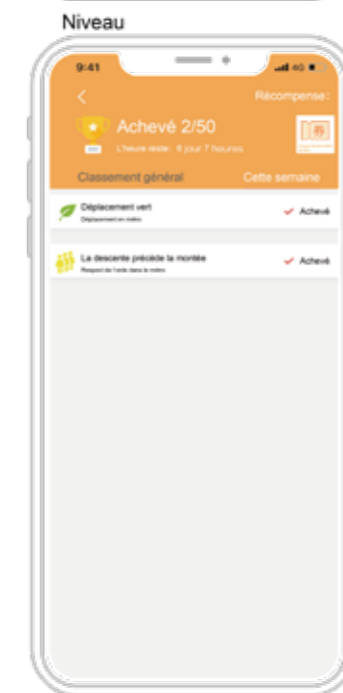 Niveau
9:41
4G
Récompense:
Achevé 2/50
L'heure reste: 6 jour 7 heures
Classement général Cette semaine
Déplacement vert
Achevé
Déplacement en métro
La descente précède la montée
Achevé
Respect de l'ordre dans le métro